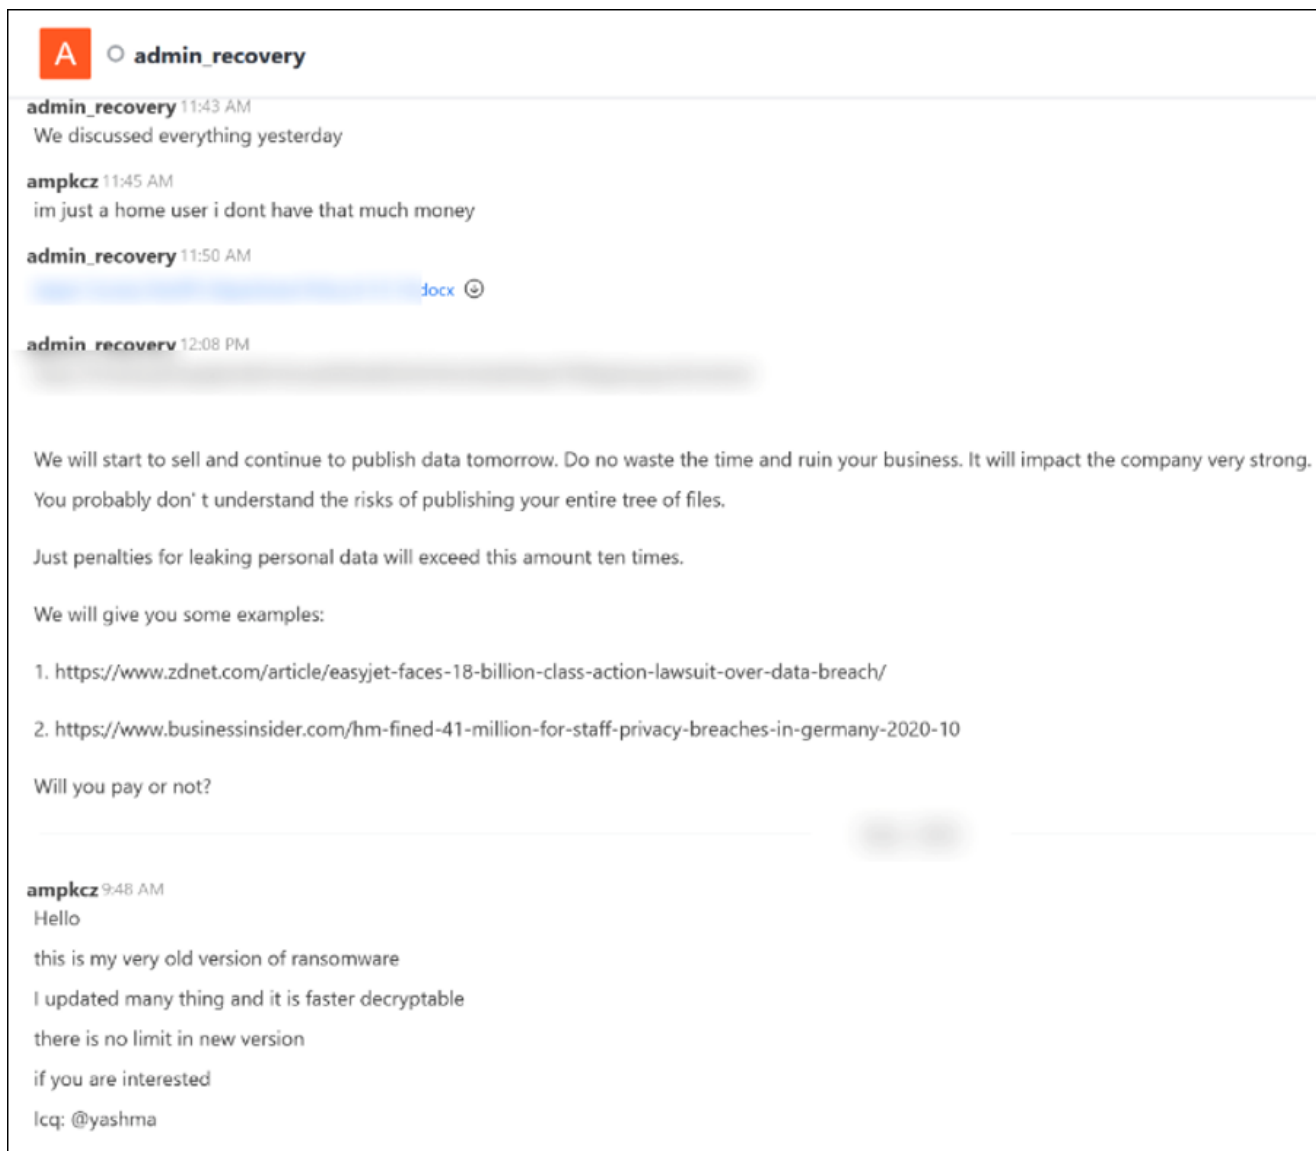 A
admin_recovery
admin_recovery 11:43 AM
We discussed everything yesterday
ampkcz 11:45 AM
im just a home user i dont have that much money
admin_recovery 11:50 AM
docx
admin_recovery 12:08 PM
We will start to sell and continue to publish data tomorrow. Do no waste the time and ruin your business. It will impact the company very strong.
You probably don' t understand the risks of publishing your entire tree of files.
Just penalties for leaking personal data will exceed this amount ten times.
We will give you some examples:
1. https://www.zdnet.com/article/easyjet-faces-18-billion-class-action-lawsuit-over-data-breach/
2. https://www.businessinsider.com/hm-fined-41-million-for-staff-privacy-breaches-in-germany-2020-10
Will you pay or not?
ampkcz 9:48 AM
Hello
this is my very old version of ransomware
I updated many thing and it is faster decryptable
there is no limit in new version
if you are interested
Icq: @yashma